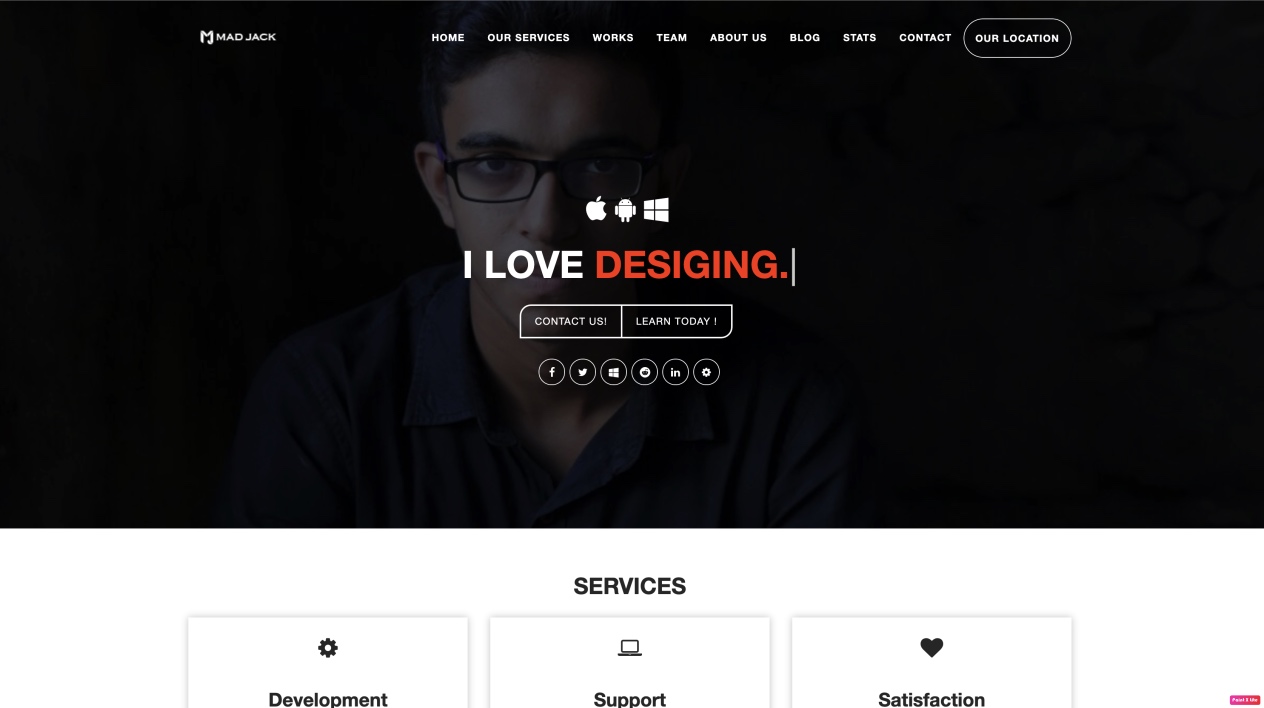 MAD JACK
HOME OUR SERVICES WORKS TEAM ABOUT US BLOG STATS CONTACT OUR LOCATION
I LOVE DESIGING.
CONTACT US! LEARN TODAY !
SERVICES
Development Support Satisfaction